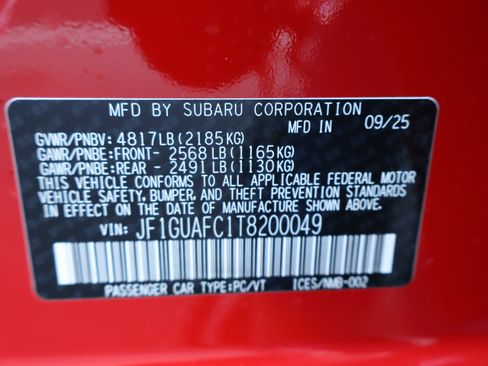 MFD BY SUBARU CORPORATION
MFD IN 09/25
GVWR/PNBV: 4817LB(2185KG)
GAWR/PNBE:FRONT- 2568LB(1165KG)
GAWR/PNBE:REAR - 2491LB(1130KG)
THIS VEHICLE CONFORMS TO ALL APPLICABLE FEDERAL MOTOR
VEHICLE SAFETY, BUMPER, AND THEFT PREVENTION STANDARDS
IN EFFECT ON THE DATE OF MANUFACTURE SHOWN ABOVE.
VIN: JF1GUAFC1T8200049
PASSENGER CAR TYPE:PC/VT ICES/NMB-002